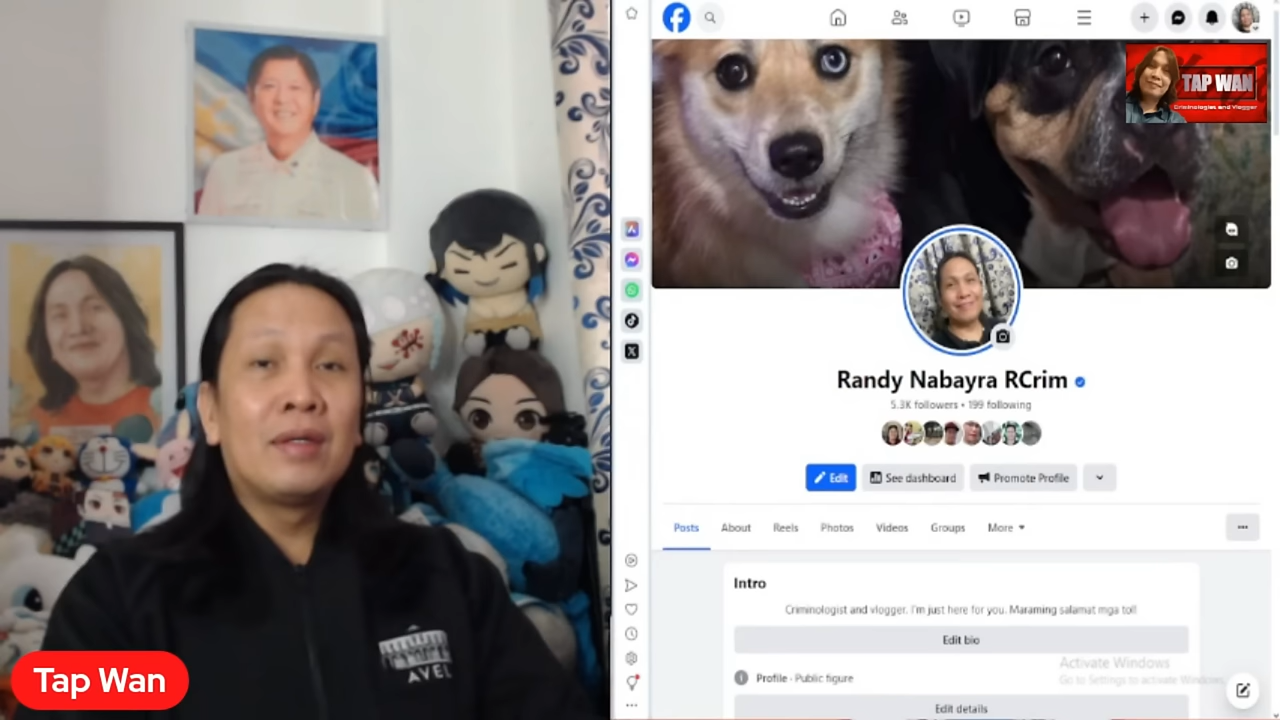 TAP WAN
Criminologist and Vlogger
Randy Nabayra RCrim
5.3K followers • 199 following
Edit
See dashboard
Promote Profile
Posts
About
Reels
Photos
Videos
Groups
More
Intro
Criminologist and vlogger. I'm just here for you. Maraming salamat mga tol!
Edit bio
Profile · Public figure
Edit details
Activate Windows
Go to Settings to activate Windows.
AVEL
Tap Wan